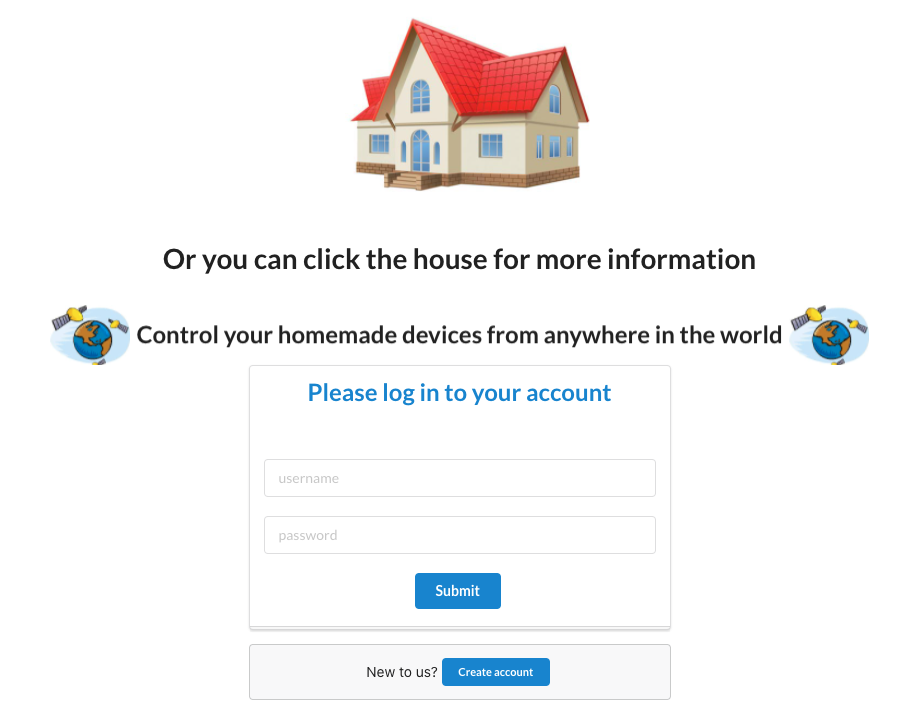 Or you can click the house for more information
Control your homemade devices from anywhere in the world
Please log in to your account
username
password
Submit
New to us? Create account